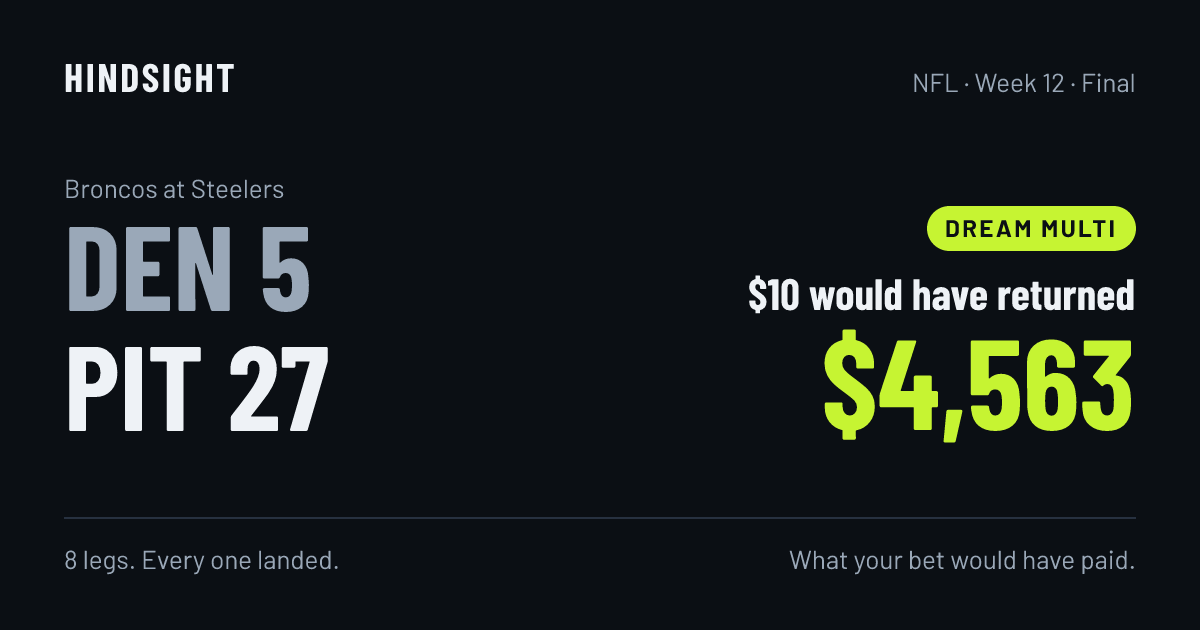 HINDSIGHT
NFL · Week 12 · Final
Broncos at Steelers
DEN 5
PIT 27
DREAM MULTI
$10 would have returned
$4,563
8 legs. Every one landed.
What your bet would have paid.